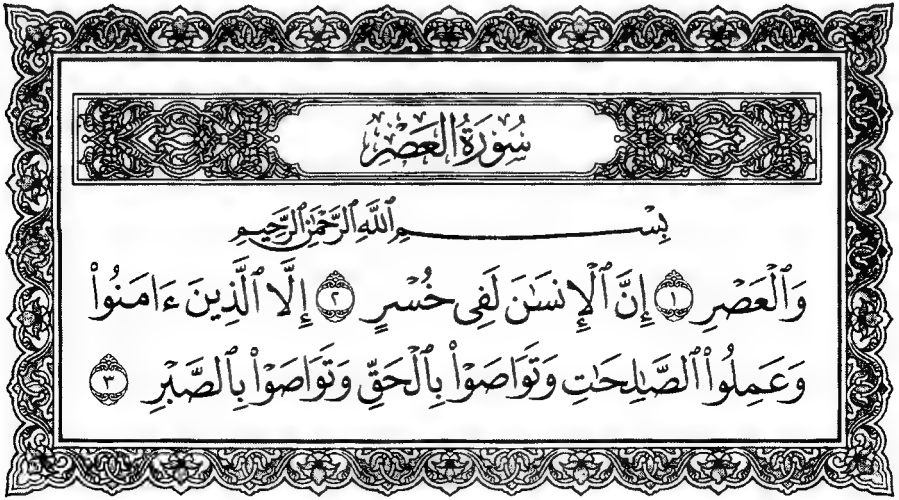 سُورَةُ العَصْرِ
بِسْمِ ٱللَّهِ ٱلرَّحْمَٰنِ ٱلرَّحِيمِ
وَٱلْعَصْرِ ١ إِنَّ ٱلْإِنسَٰنَ لَفِى خُسْرٍ ٢ إِلَّا ٱلَّذِينَ ءَامَنُوا۟
وَعَمِلُوا۟ ٱلصَّٰلِحَٰتِ وَتَوَاصَوْا۟ بِٱلْحَقِّ وَتَوَاصَوْا۟ بِٱلصَّبْرِ ٣